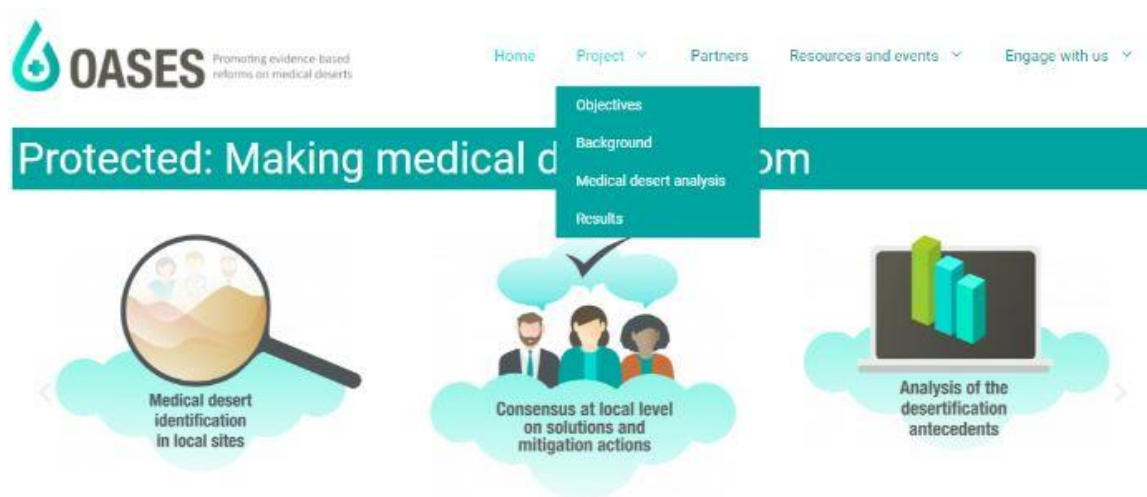 OASES
Promoting evidence-based
reforms on medical deserts
Home
Project
Partners
Resources and events
Engage with us
Objectives
Background
Medical desert analysis
Results
Protected: Making medical d om
Medical desert
identification
in local sites
Consensus at local level
on solutions and
mitigation actions
Analysis of the
desertification
antecedents